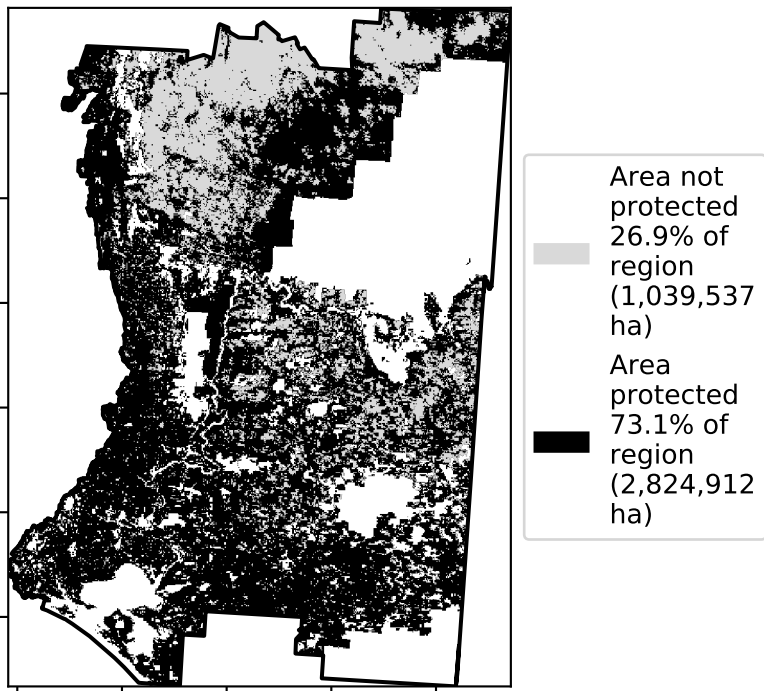 Area not
protected
26.9% of
region
(1,039,537
ha)
Area
protected
73.1% of
region
(2,824,912
ha)